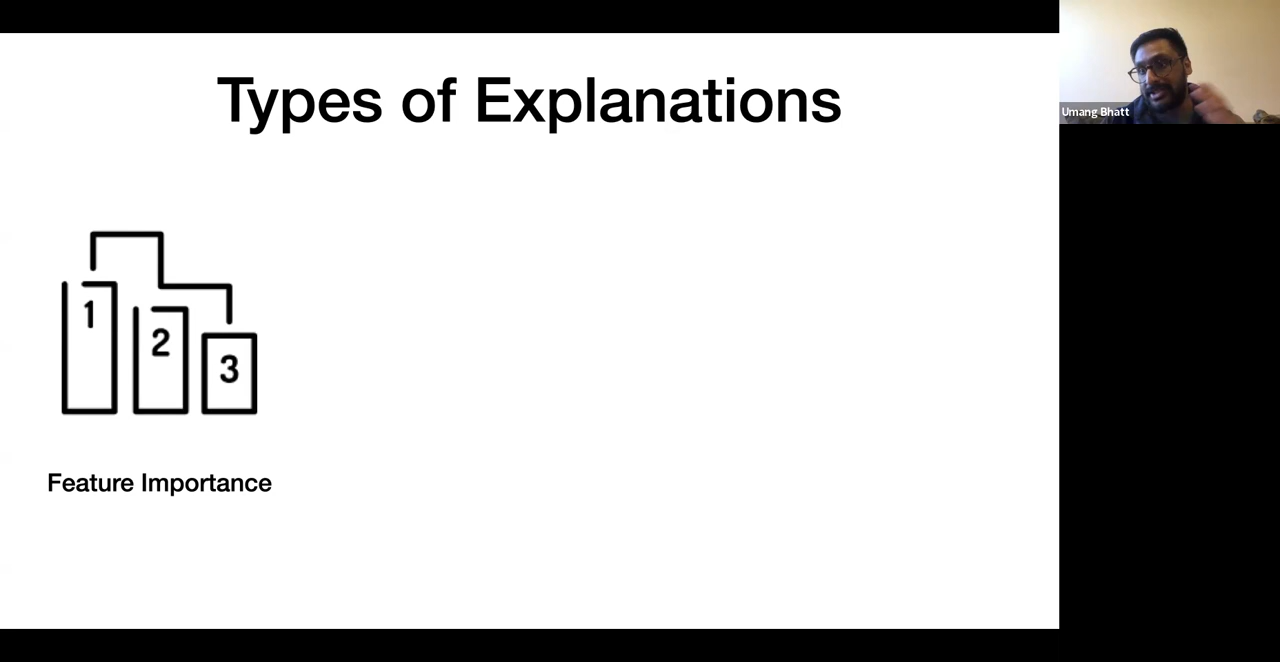 Types of Explanations
Umang Bhatt
1
2
3
Feature Importance